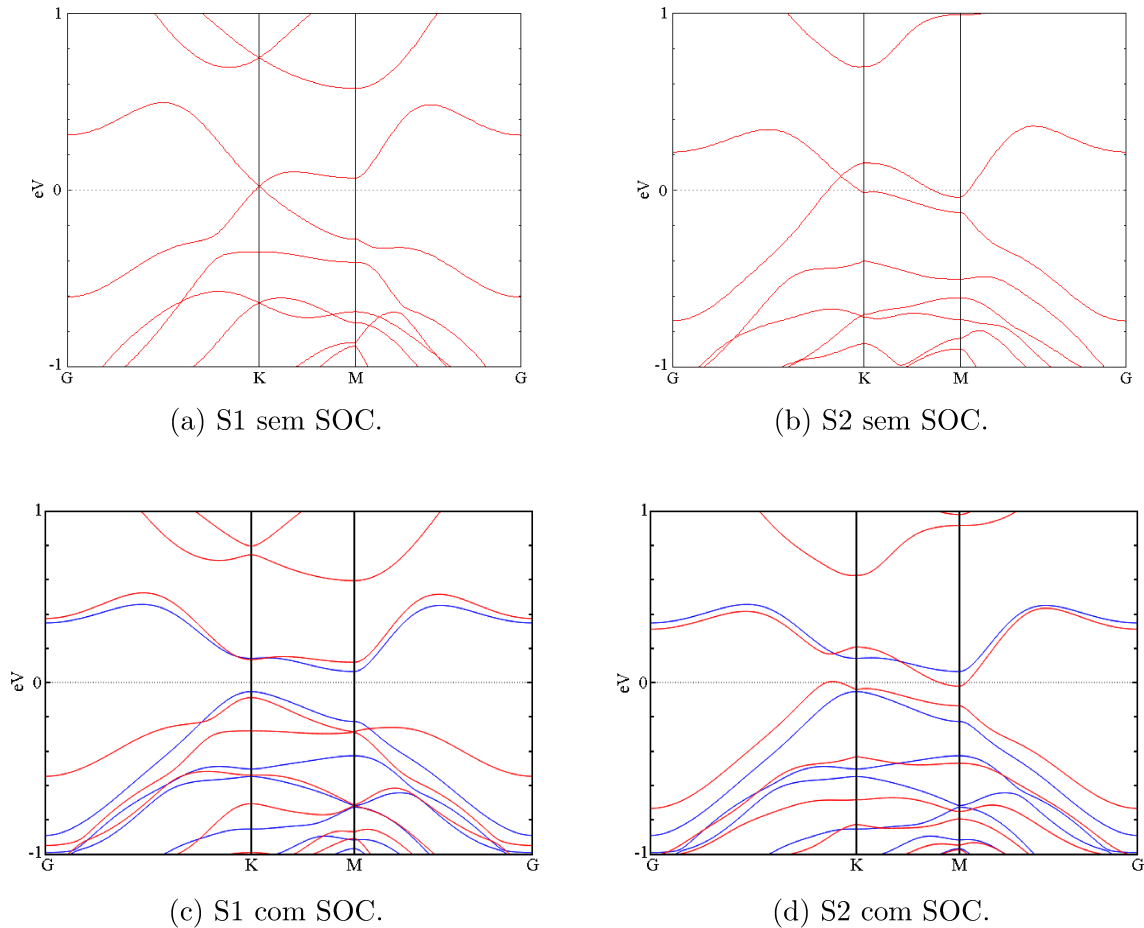 1
eV
0
-1
G K M G
(a) S1 sem SOC.
1
eV
0
-1
G K M G
(b) S2 sem SOC.
1
eV
0
-1
G K M G
(c) S1 com SOC.
1
eV
0
-1
G K M G
(d) S2 com SOC.